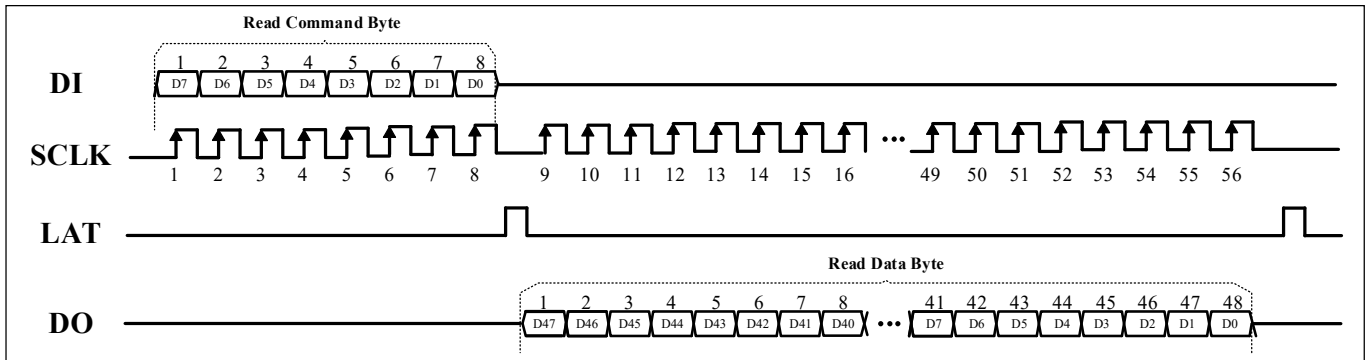 Read Command Byte
1 2 3 4 5 6 7 8
DI D7 D6 D5 D4 D3 D2 D1 D0
SCLK ••• 
1 2 3 4 5 6 7 8 9 10 11 12 13 14 15 16 49 50 51 52 53 54 55 56
LAT
Read Data Byte
1 2 3 4 5 6 7 8 41 42 43 44 45 46 47 48
DO D47 D46 D45 D44 D43 D42 D41 D40 ••• D7 D6 D5 D4 D3 D2 D1 D0